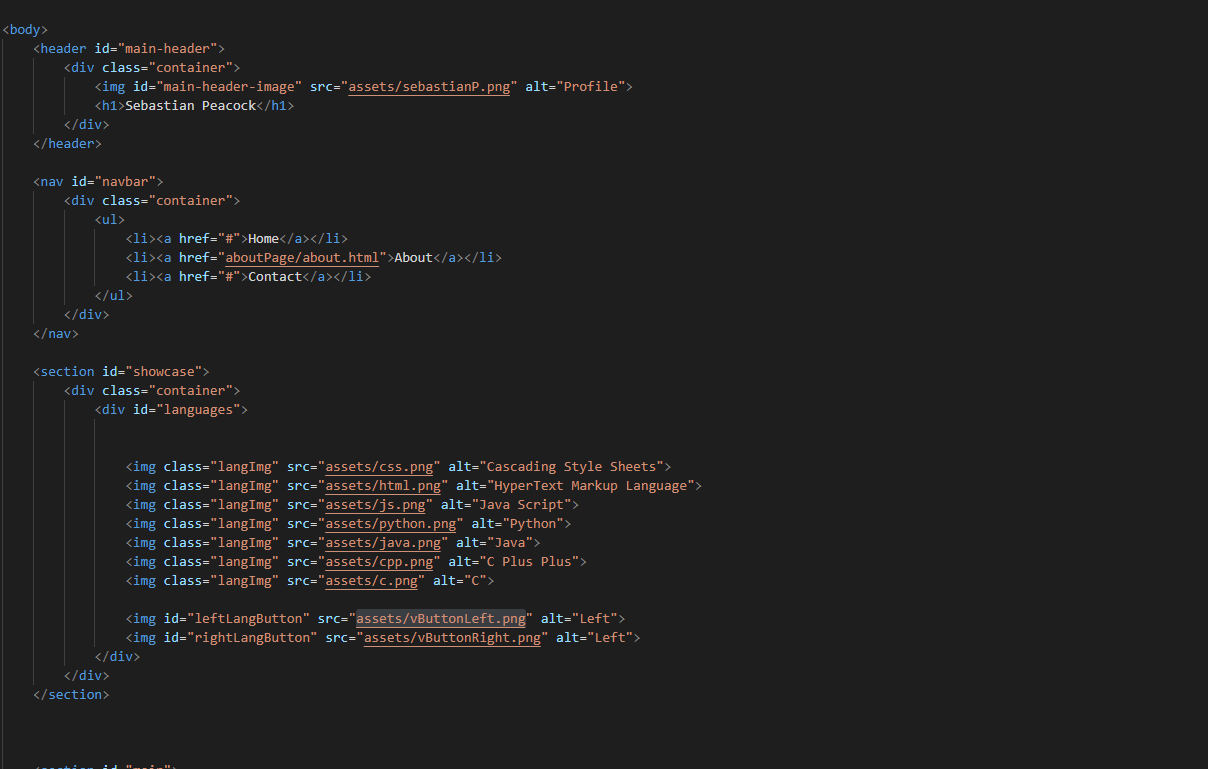 <body>
<header id="main-header">
<div class="container">
<img id="main-header-image" src="assets/sebastianP.png" alt="Profile">
<h1>Sebastian Peacock</h1>
</div>
</header>
<nav id="navbar">
<div class="container">
<ul>
<li><a href="#">Home</a></li>
<li><a href="aboutPage/about.html">About</a></li>
<li><a href="#">Contact</a></li>
</ul>
</div>
</nav>
<section id="showcase">
<div class="container">
<div id="languages">
<img class="langImg" src="assets/css.png" alt="Cascading Style Sheets">
<img class="langImg" src="assets/html.png" alt="HyperText Markup Language">
<img class="langImg" src="assets/js.png" alt="Java Script">
<img class="langImg" src="assets/python.png" alt="Python">
<img class="langImg" src="assets/java.png" alt="Java">
<img class="langImg" src="assets/cpp.png" alt="C Plus Plus">
<img class="langImg" src="assets/c.png" alt="C">
<img id="leftLangButton" src="assets/vButtonLeft.png" alt="Left">
<img id="rightLangButton" src="assets/vButtonRight.png" alt="Left">
</div>
</div>
</section>
<section id="main">